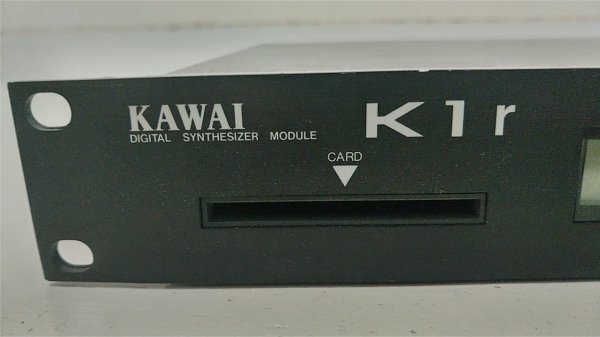 KAWAI
DIGITAL SYNTHESIZER MODULE
K1r
CARD